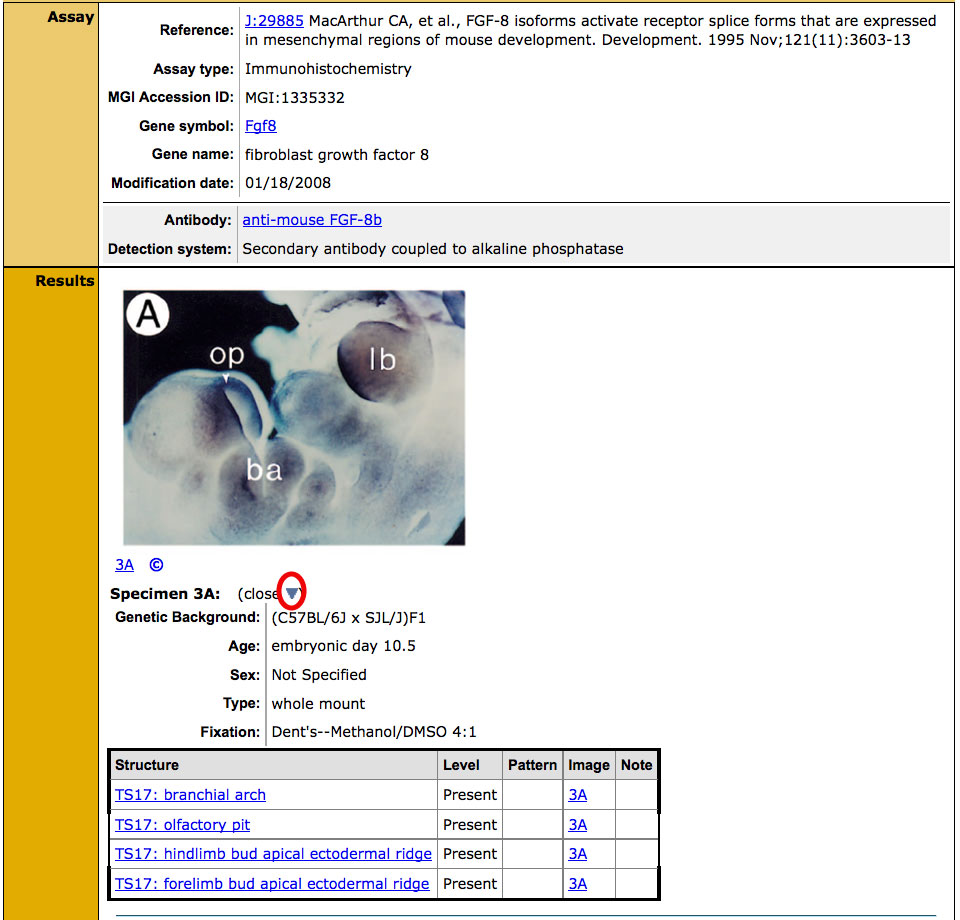 Assay
Reference: J:29885 MacArthur CA, et al., FGF-8 isoforms activate receptor splice forms that are expressed
in mesenchymal regions of mouse development. Development. 1995 Nov;121(11):3603-13
Assay type: Immunohistochemistry
MGI Accession ID: MGI:1335332
Gene symbol: Fgf8
Gene name: fibroblast growth factor 8
Modification date: 01/18/2008
Antibody: anti-mouse FGF-8b
Detection system: Secondary antibody coupled to alkaline phosphatase
Results
A
op
lb
ba
3A ©
Specimen 3A: (close ▼)
Genetic Background: (C57BL/6J x SJL/J)F1
Age: embryonic day 10.5
Sex: Not Specified
Type: whole mount
Fixation: Dent's--Methanol/DMSO 4:1
Structure Level Pattern Image Note
TS17: branchial arch Present 3A
TS17: olfactory pit Present 3A
TS17: hindlimb bud apical ectodermal ridge Present 3A
TS17: forelimb bud apical ectodermal ridge Present 3A